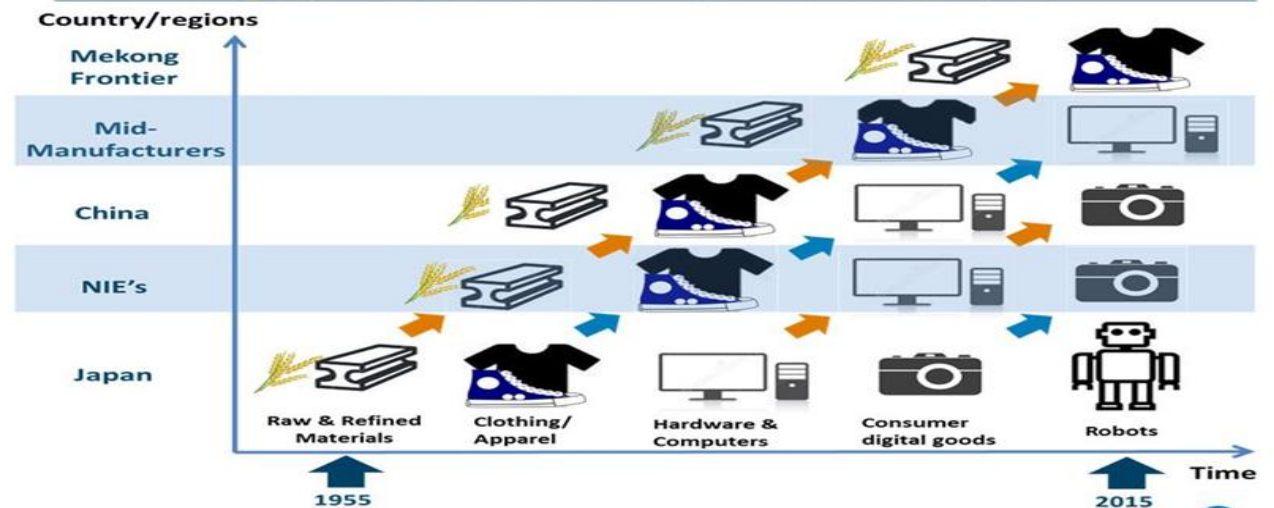 Country/regions
Mekong
Frontier
Mid-
Manufacturers
China
NIE's
Japan
Raw & Refined
Materials
Clothing/
Apparel
Hardware &
Computers
Consumer
digital goods
Robots
Time
1955
2015